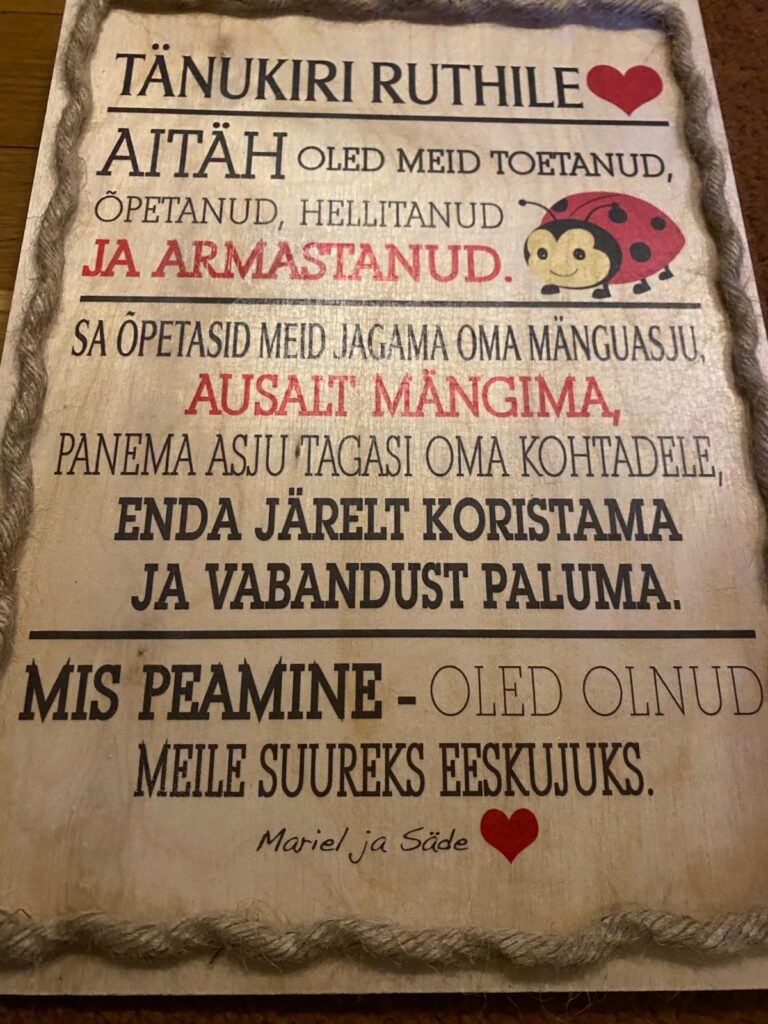 TÄNUKIRI RUTHILE
AITÄH OLED MEID TOETANUD,
ÕPETANUD, HELLITANUD
JA ARMASTANUD.
SA ÕPETASID MEID JAGAMA OMA MÄNGUASJU,
AUSALT MÄNGIMA,
PANEMA ASJU TAGASI OMA KOHTADELE,
ENDA JÄRELT KORISTAMA
JA VABANDUST PALUMA.
MIS PEAMINE - OLED OLNUD
MEILE SUUREKS EESKUJUKS.
Mariel ja Säde